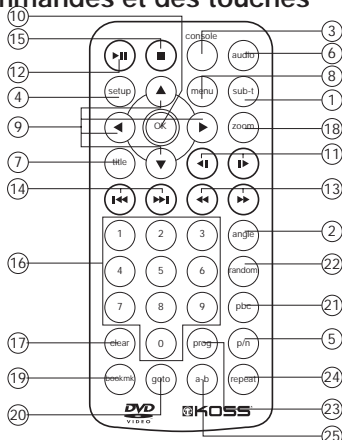 mmandes et des touches
10
15
12
4
9
7
14
16
17
19
20
3
6
8
1
18
11
13
2
22
21
5
24
23
25
console
audio
setup
menu
sub-t
OK
zoom
title
1
2
3
angle
4
5
6
random
7
8
9
pbc
clear
0
prog
p/n
bookmk
goto
a-b
repeat
DVD
VIDEO
KOSS